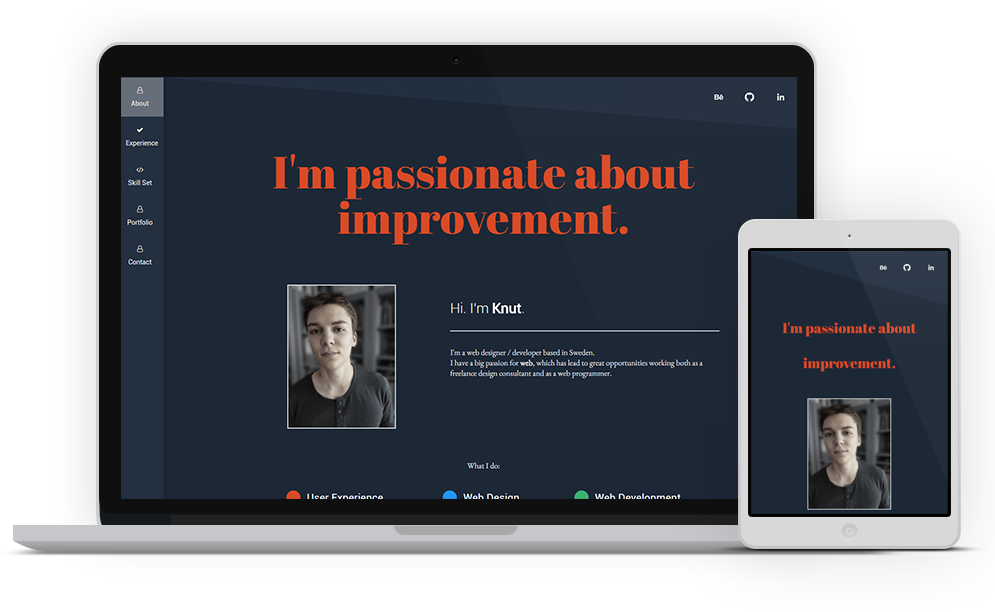 About
Experience
Skill Set
Portfolio
Contact
Bē
in
I'm passionate about
improvement.
Hi. I'm Knut.
I'm a web designer / developer based in Sweden.
I have a big passion for web, which has lead to great opportunities working both as a
freelance design consultant and as a web programmer.
What I do:
User Experience
Web Design
Web Development
Bē
in
I'm passionate about
improvement.